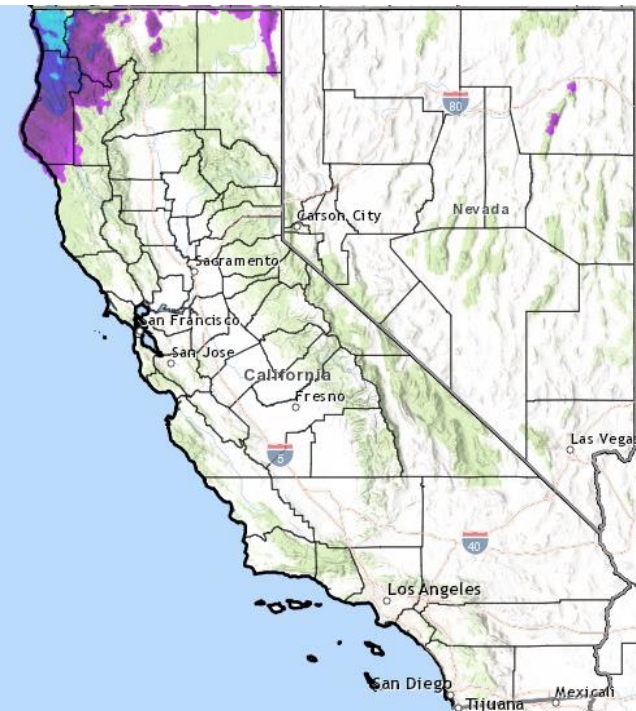 80
Carson City
Nevada
Sacramento
San Francisco
San Jose
California
Fresno
5
Las Vegas
40
Los Angeles
San Diego
Tijuana
Mexicali